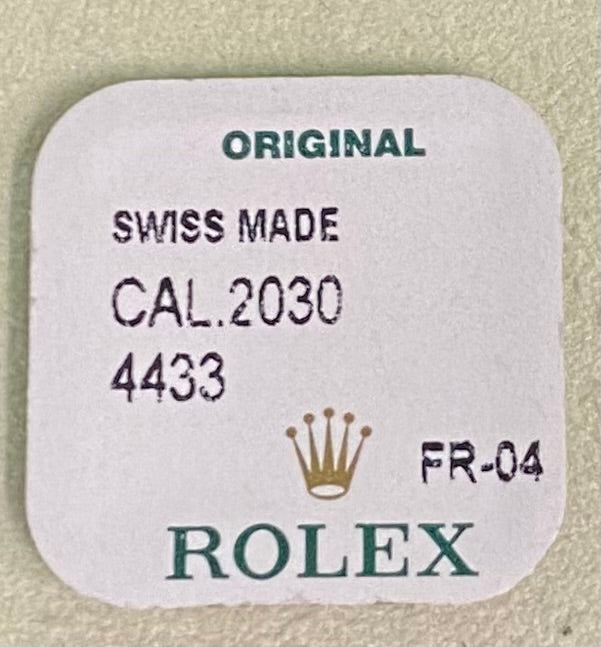 ORIGINAL
SWISS MADE
CAL.2030
4433
FR-04
ROLEX